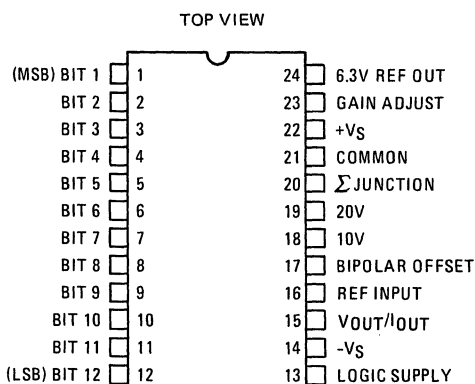 TOP VIEW
(MSB) BIT 1 1 24 6.3V REF OUT
BIT 2 2 23 GAIN ADJUST
BIT 3 3 22 +VS
BIT 4 4 21 COMMON
BIT 5 5 20 Σ JUNCTION
BIT 6 6 19 20V
BIT 7 7 18 10V
BIT 8 8 17 BIPOLAR OFFSET
BIT 9 9 16 REF INPUT
BIT 10 10 15 VOUT/IOUT
BIT 11 11 14 -VS
(LSB) BIT 12 12 13 LOGIC SUPPLY